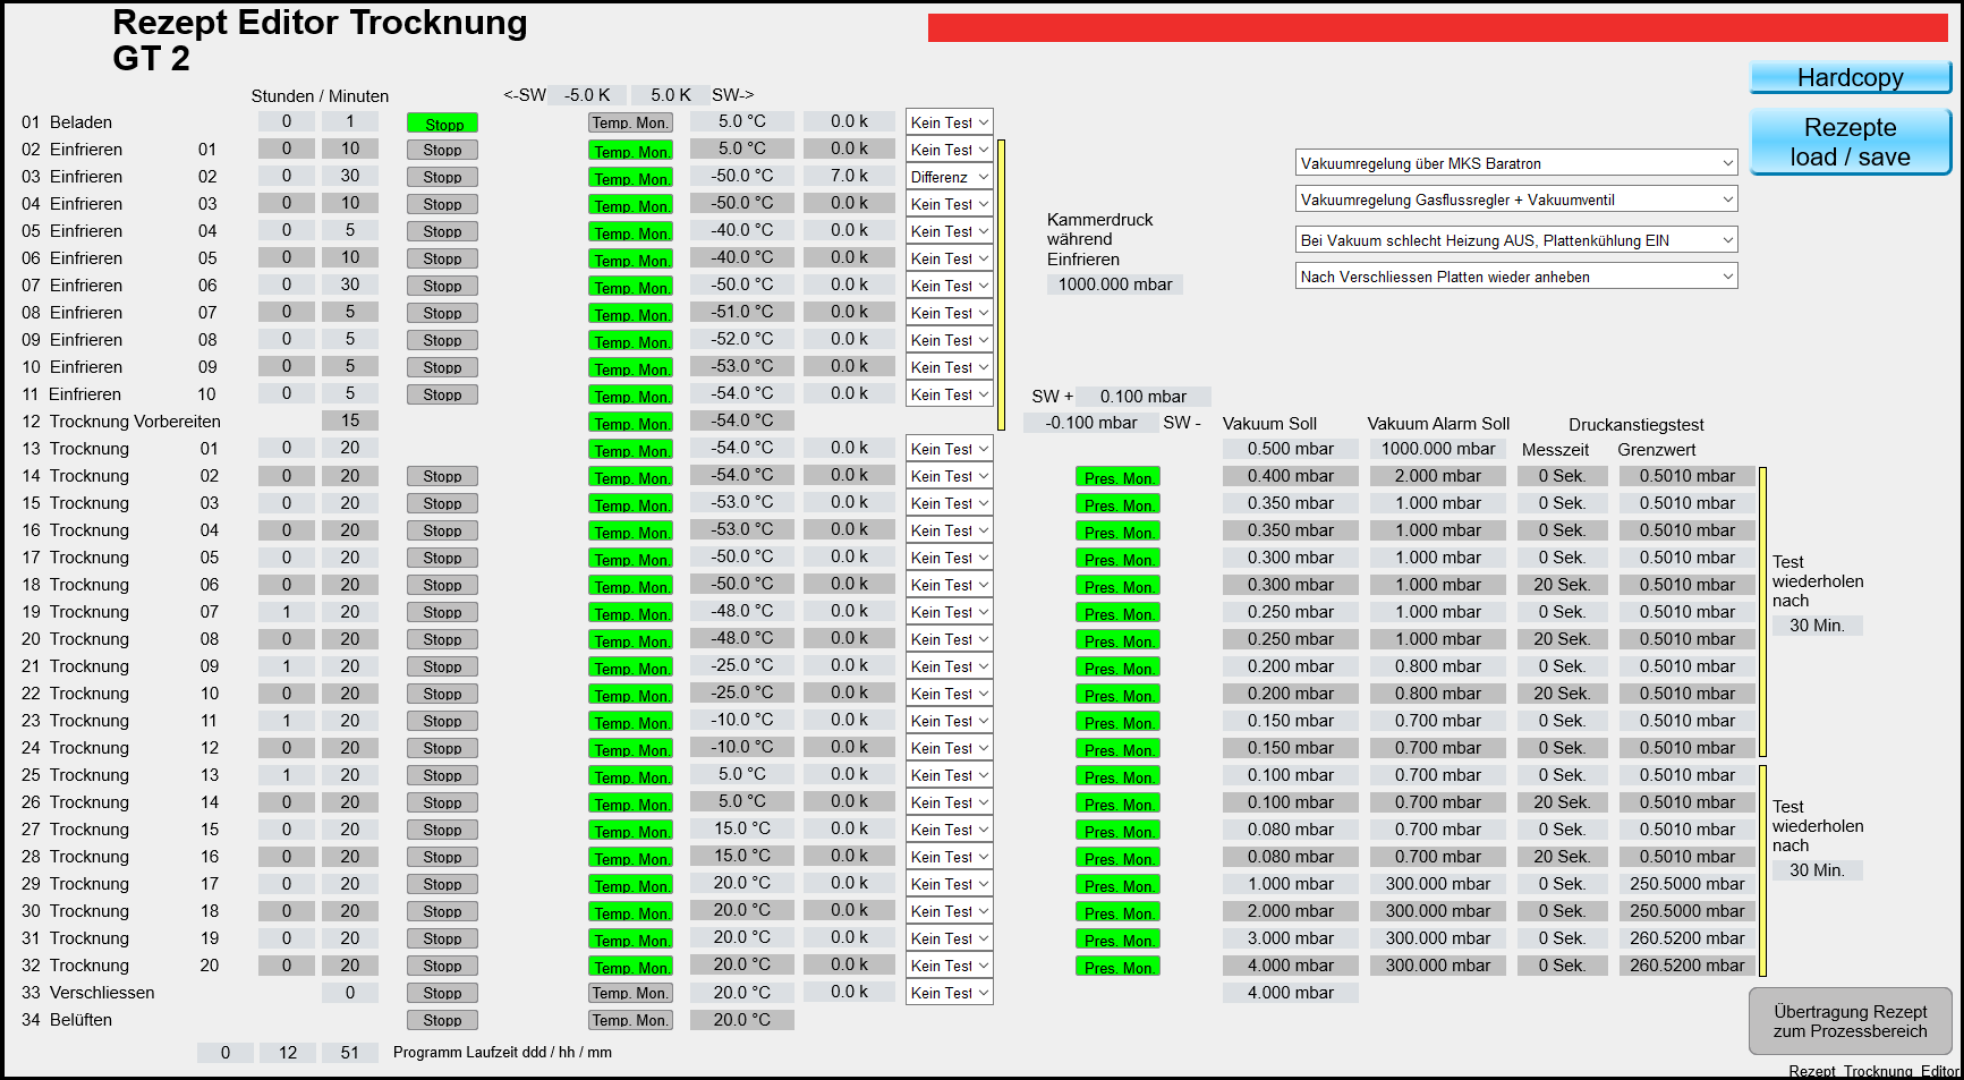 Rezept Editor Trocknung
GT 2
Hardcopy
Rezepte
load / save
Stunden / Minuten <-SW -5.0 K 5.0 K SW->
01 Beladen 0 1 Stopp Temp. Mon. 5.0 °C 0.0 k Kein Test
02 Einfrieren 01 0 10 Stopp Temp. Mon. 5.0 °C 0.0 k Kein Test
03 Einfrieren 02 0 30 Stopp Temp. Mon. -50.0 °C 7.0 k Differenz
04 Einfrieren 03 0 10 Stopp Temp. Mon. -50.0 °C 0.0 k Kein Test
05 Einfrieren 04 0 5 Stopp Temp. Mon. -40.0 °C 0.0 k Kein Test
06 Einfrieren 05 0 10 Stopp Temp. Mon. -40.0 °C 0.0 k Kein Test
07 Einfrieren 06 0 30 Stopp Temp. Mon. -50.0 °C 0.0 k Kein Test
08 Einfrieren 07 0 5 Stopp Temp. Mon. -51.0 °C 0.0 k Kein Test
09 Einfrieren 08 0 5 Stopp Temp. Mon. -52.0 °C 0.0 k Kein Test
10 Einfrieren 09 0 5 Stopp Temp. Mon. -53.0 °C 0.0 k Kein Test
11 Einfrieren 10 0 5 Stopp Temp. Mon. -54.0 °C 0.0 k Kein Test
Kammerdruck
während
Einfrieren
1000.000 mbar
Vakuumregelung über MKS Baratron
Vakuumregelung Gasflussregler + Vakuumventil
Bei Vakuum schlecht Heizung AUS, Plattenkühlung EIN
Nach Verschliessen Platten wieder anheben
SW + 0.100 mbar
12 Trocknung Vorbereiten 15 Temp. Mon. -54.0 °C -0.100 mbar SW - Vakuum Soll Vakuum Alarm Soll Druckanstiegstest
13 Trocknung 01 0 20 Temp. Mon. -54.0 °C 0.0 k Kein Test 0.500 mbar 1000.000 mbar Messzeit Grenzwert
14 Trocknung 02 0 20 Stopp Temp. Mon. -54.0 °C 0.0 k Kein Test Pres. Mon. 0.400 mbar 2.000 mbar 0 Sek. 0.5010 mbar
15 Trocknung 03 0 20 Stopp Temp. Mon. -53.0 °C 0.0 k Kein Test Pres. Mon. 0.350 mbar 1.000 mbar 0 Sek. 0.5010 mbar
16 Trocknung 04 0 20 Stopp Temp. Mon. -53.0 °C 0.0 k Kein Test Pres. Mon. 0.350 mbar 1.000 mbar 0 Sek. 0.5010 mbar
17 Trocknung 05 0 20 Stopp Temp. Mon. -50.0 °C 0.0 k Kein Test Pres. Mon. 0.300 mbar 1.000 mbar 0 Sek. 0.5010 mbar
18 Trocknung 06 0 20 Stopp Temp. Mon. -50.0 °C 0.0 k Kein Test Pres. Mon. 0.300 mbar 1.000 mbar 20 Sek. 0.5010 mbar
19 Trocknung 07 1 20 Stopp Temp. Mon. -48.0 °C 0.0 k Kein Test Pres. Mon. 0.250 mbar 1.000 mbar 0 Sek. 0.5010 mbar
20 Trocknung 08 0 20 Stopp Temp. Mon. -48.0 °C 0.0 k Kein Test Pres. Mon. 0.250 mbar 1.000 mbar 20 Sek. 0.5010 mbar
21 Trocknung 09 1 20 Stopp Temp. Mon. -25.0 °C 0.0 k Kein Test Pres. Mon. 0.200 mbar 0.800 mbar 0 Sek. 0.5010 mbar
22 Trocknung 10 0 20 Stopp Temp. Mon. -25.0 °C 0.0 k Kein Test Pres. Mon. 0.200 mbar 0.800 mbar 20 Sek. 0.5010 mbar
23 Trocknung 11 1 20 Stopp Temp. Mon. -10.0 °C 0.0 k Kein Test Pres. Mon. 0.150 mbar 0.700 mbar 0 Sek. 0.5010 mbar
24 Trocknung 12 0 20 Stopp Temp. Mon. -10.0 °C 0.0 k Kein Test Pres. Mon. 0.150 mbar 0.700 mbar 0 Sek. 0.5010 mbar
Test
wiederholen
nach
30 Min.
25 Trocknung 13 1 20 Stopp Temp. Mon. 5.0 °C 0.0 k Kein Test Pres. Mon. 0.100 mbar 0.700 mbar 0 Sek. 0.5010 mbar
26 Trocknung 14 0 20 Stopp Temp. Mon. 5.0 °C 0.0 k Kein Test Pres. Mon. 0.100 mbar 0.700 mbar 20 Sek. 0.5010 mbar
27 Trocknung 15 0 20 Stopp Temp. Mon. 15.0 °C 0.0 k Kein Test Pres. Mon. 0.080 mbar 0.700 mbar 0 Sek. 0.5010 mbar
28 Trocknung 16 0 20 Stopp Temp. Mon. 15.0 °C 0.0 k Kein Test Pres. Mon. 0.080 mbar 0.700 mbar 20 Sek. 0.5010 mbar
29 Trocknung 17 0 20 Stopp Temp. Mon. 20.0 °C 0.0 k Kein Test Pres. Mon. 1.000 mbar 300.000 mbar 0 Sek. 250.5000 mbar
30 Trocknung 18 0 20 Stopp Temp. Mon. 20.0 °C 0.0 k Kein Test Pres. Mon. 2.000 mbar 300.000 mbar 0 Sek. 250.5000 mbar
31 Trocknung 19 0 20 Stopp Temp. Mon. 20.0 °C 0.0 k Kein Test Pres. Mon. 3.000 mbar 300.000 mbar 0 Sek. 260.5200 mbar
32 Trocknung 20 0 20 Stopp Temp. Mon. 20.0 °C 0.0 k Kein Test Pres. Mon. 4.000 mbar 300.000 mbar 0 Sek. 260.5200 mbar
Test
wiederholen
nach
30 Min.
33 Verschliessen 0 Stopp Temp. Mon. 20.0 °C 0.0 k Kein Test 4.000 mbar
34 Belüften Stopp Temp. Mon. 20.0 °C
0 12 51 Programm Laufzeit ddd / hh / mm
Übertragung Rezept
zum Prozessbereich
Rezept_Trocknung_Editor